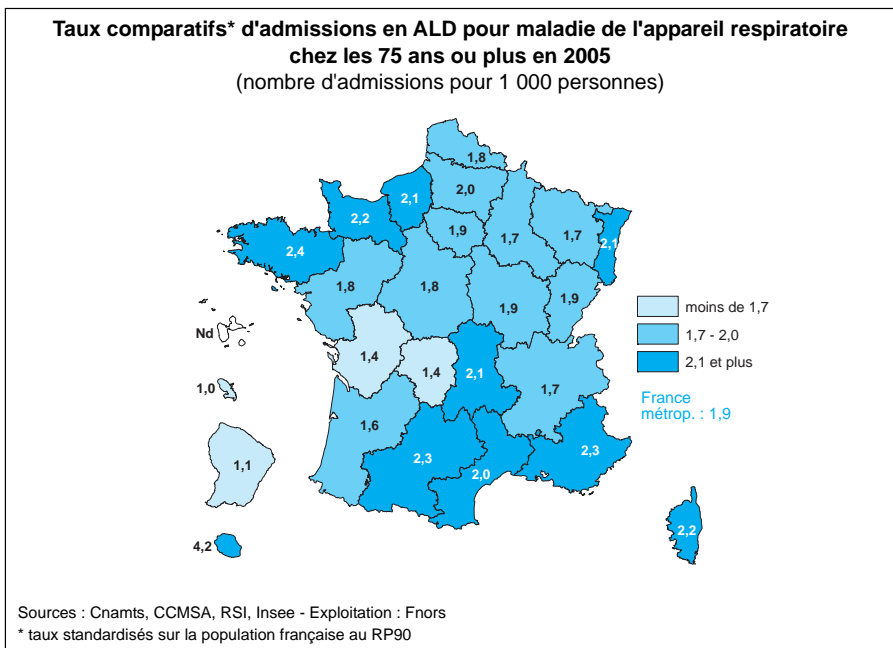 Taux comparatifs* d'admissions en ALD pour maladie de l'appareil respiratoire
chez les 75 ans ou plus en 2005
(nombre d'admissions pour 1 000 personnes)
1,8
2,0
2,1
2,2
1,9
1,7
1,7
2,1
2,4
1,8
1,8
1,9
1,9
moins de 1,7
1,7 - 2,0
2,1 et plus
Nd
1,4
1,4
2,1
1,7
France
métrop. : 1,9
1,0
1,6
1,1
2,3
2,0
2,3
4,2
2,2
Sources : Cnamts, CCMSA, RSI, Insee - Exploitation : Fnors
* taux standardisés sur la population française au RP90